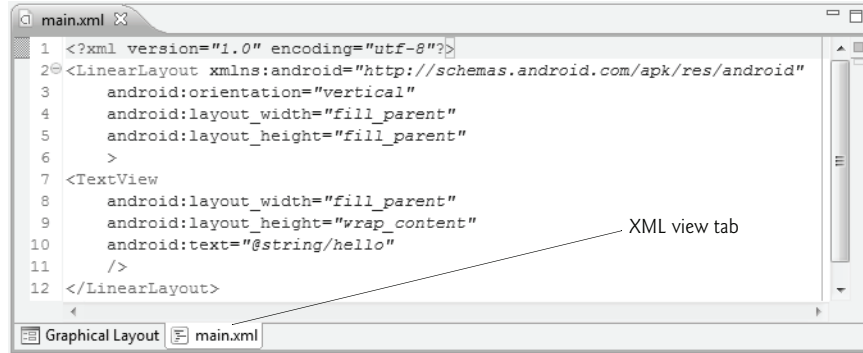 main.xml
1 <?xml version="1.0" encoding="utf-8"?>
2 <LinearLayout xmlns:android="http://schemas.android.com/apk/res/android"
3 android:orientation="vertical"
4 android:layout_width="fill_parent"
5 android:layout_height="fill_parent"
6 >
7 <TextView
8 android:layout_width="fill_parent"
9 android:layout_height="wrap_content"
10 android:text="@string/hello"
11 />
12 </LinearLayout>
XML view tab
Graphical Layout main.xml